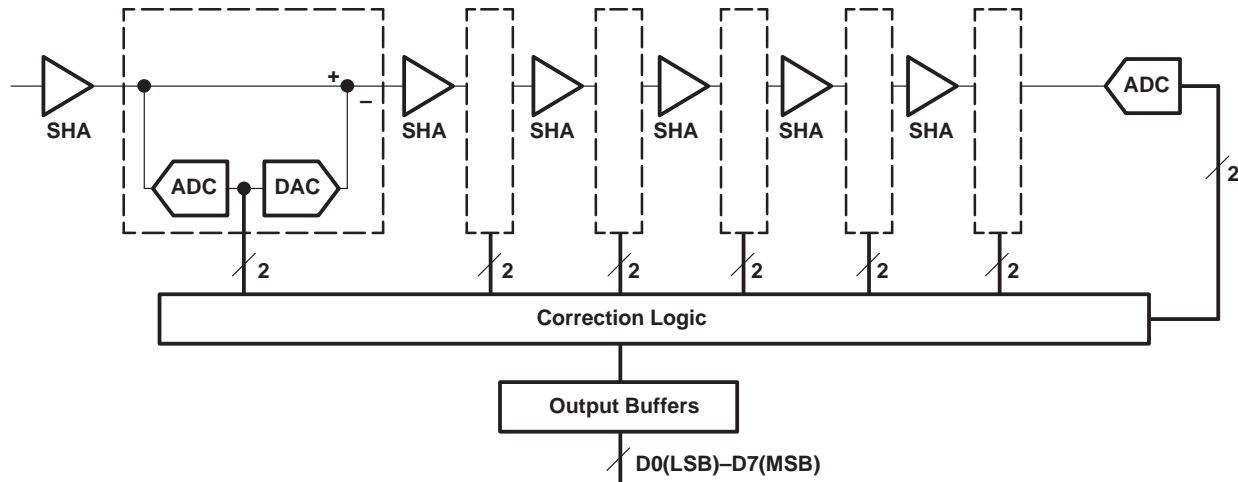 +
–
SHA
SHA
SHA
SHA
SHA
SHA
ADC
ADC
DAC
2
2
2
2
2
2
2
Correction Logic
Output Buffers
D0(LSB)–D7(MSB)